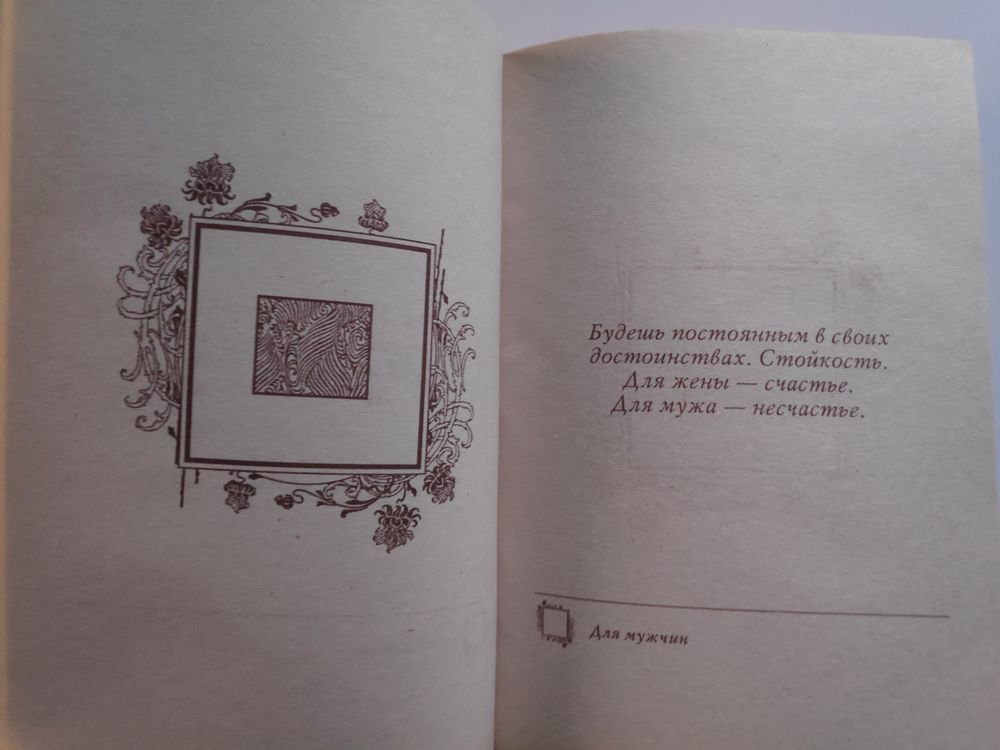 Будешь постоянным в своих
достоинствах. Стойкость.
Для жены — счастье.
Для мужа — несчастье.
Для мужчин